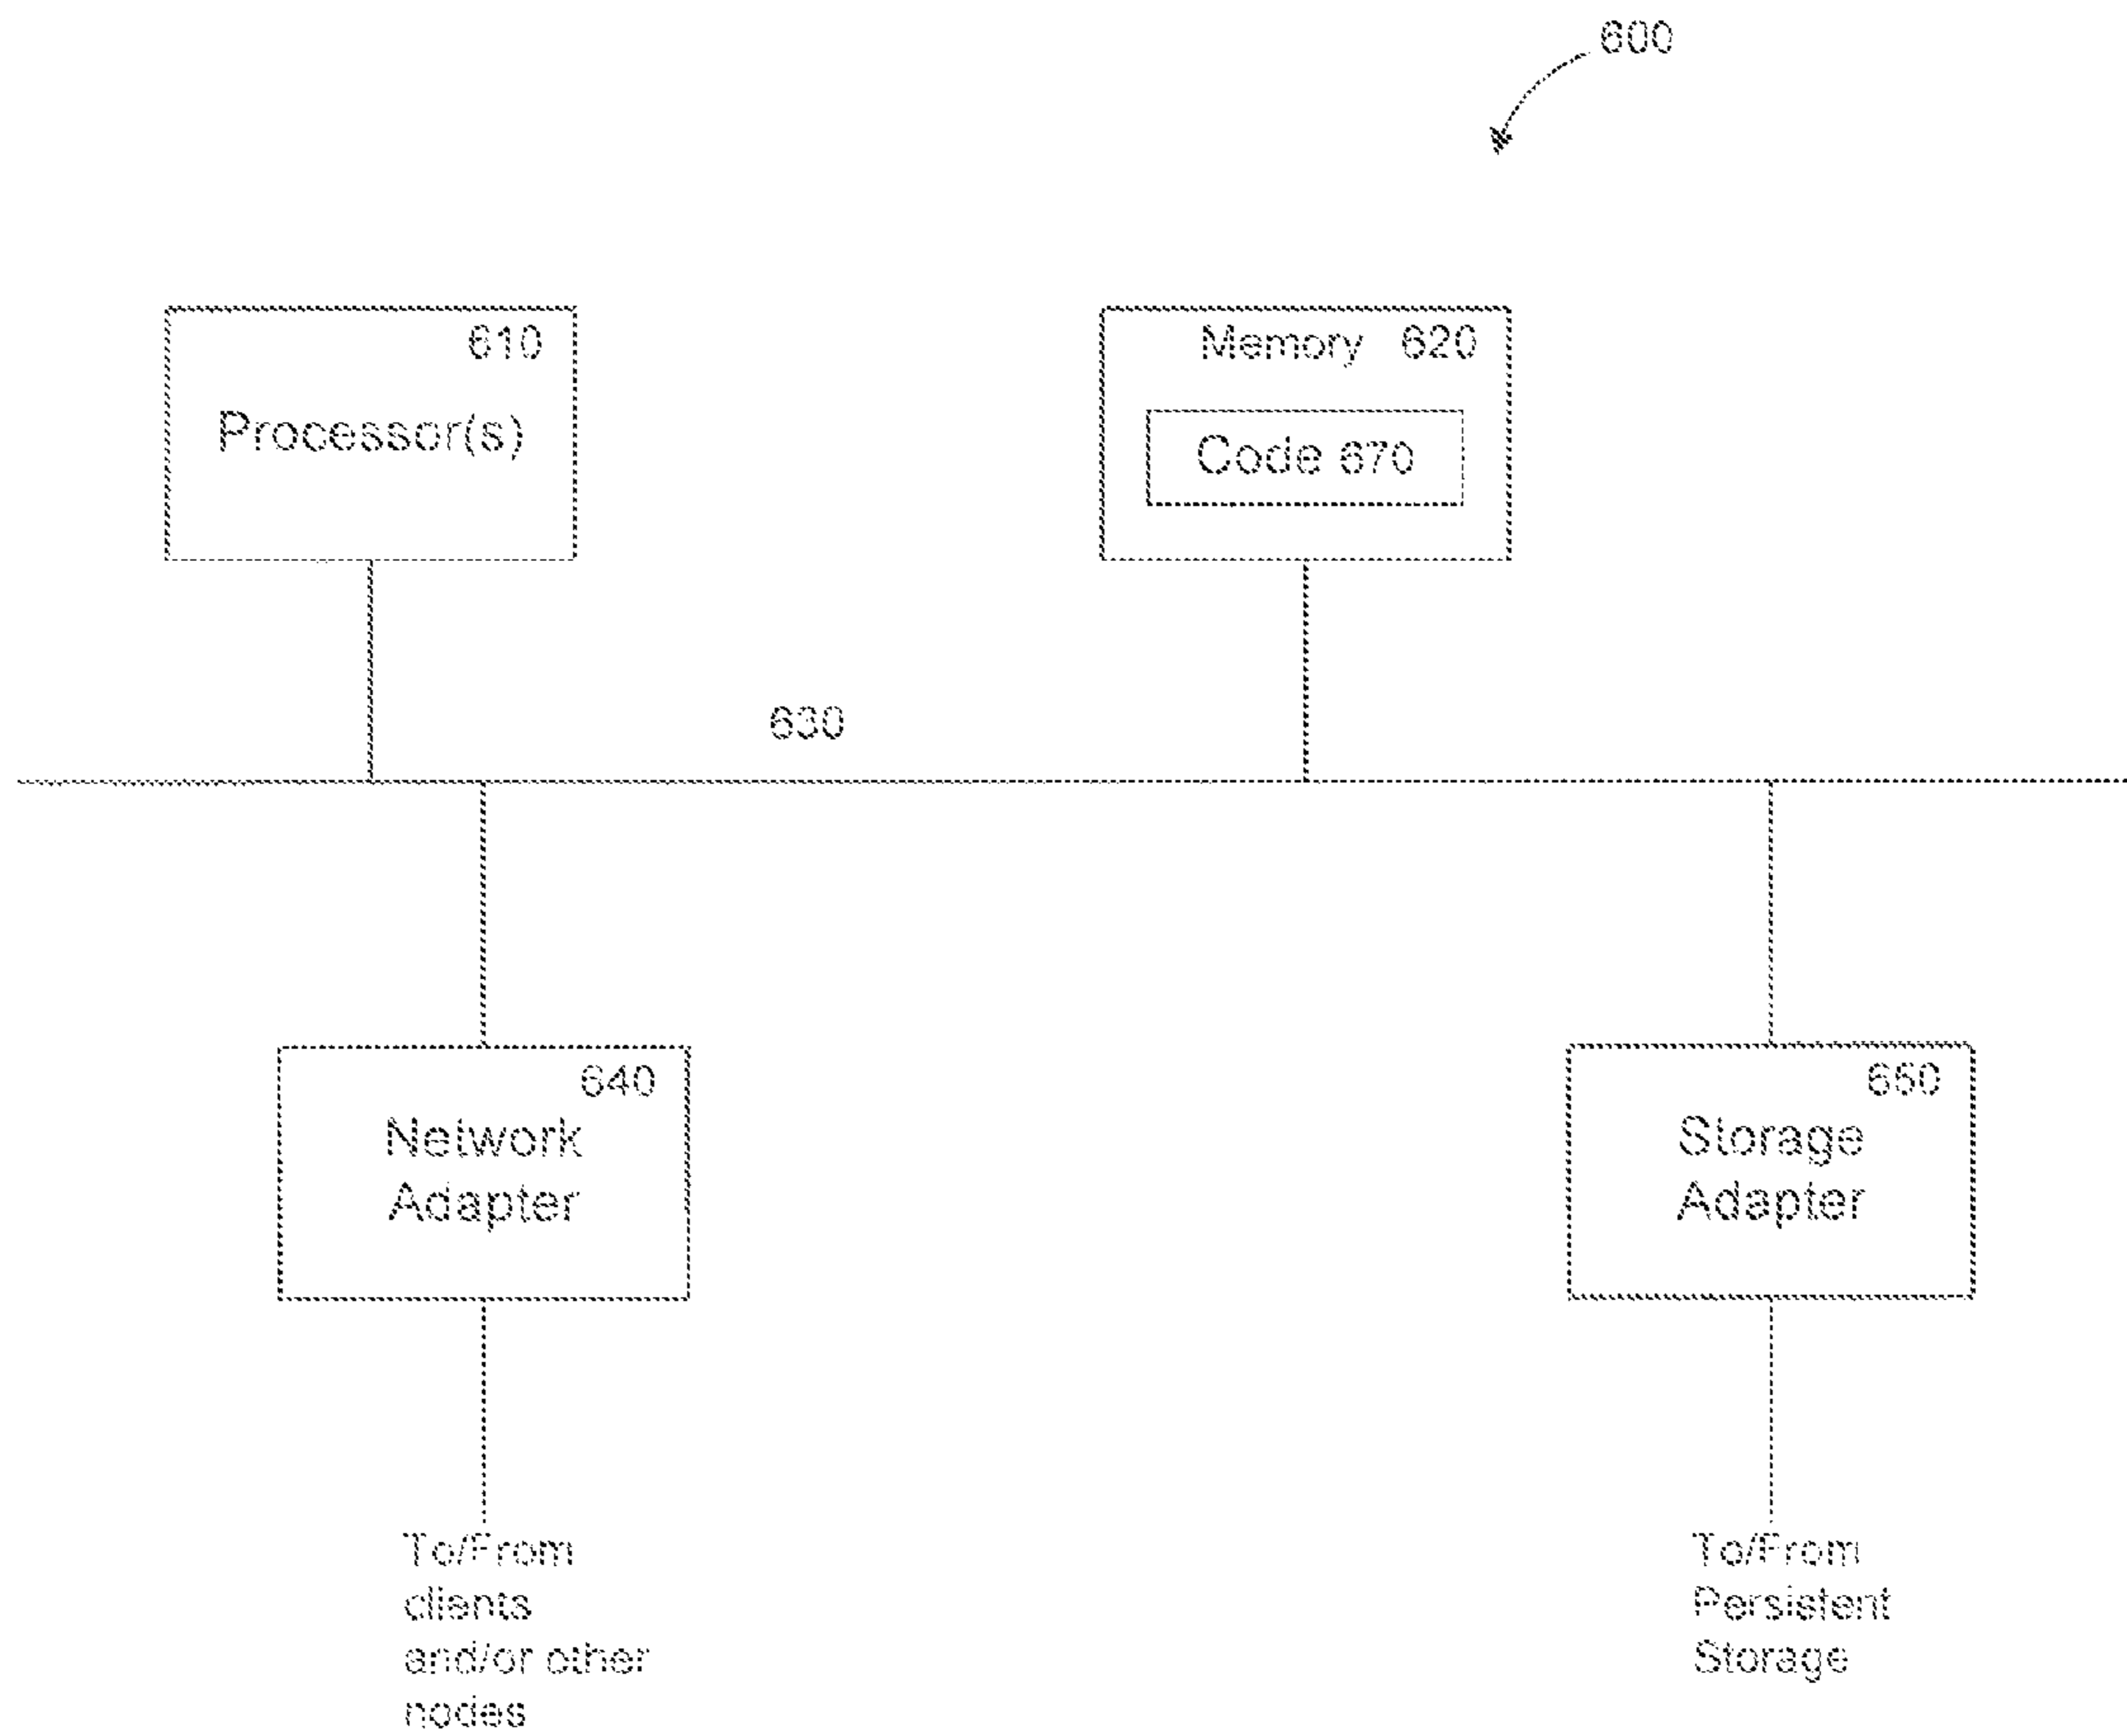 600
610
Processor(s)
Memory 620
Code 670
630
640
Network
Adapter
650
Storage
Adapter
To/From
clients
and/or other
nodes
To/From
Persistent
Storage